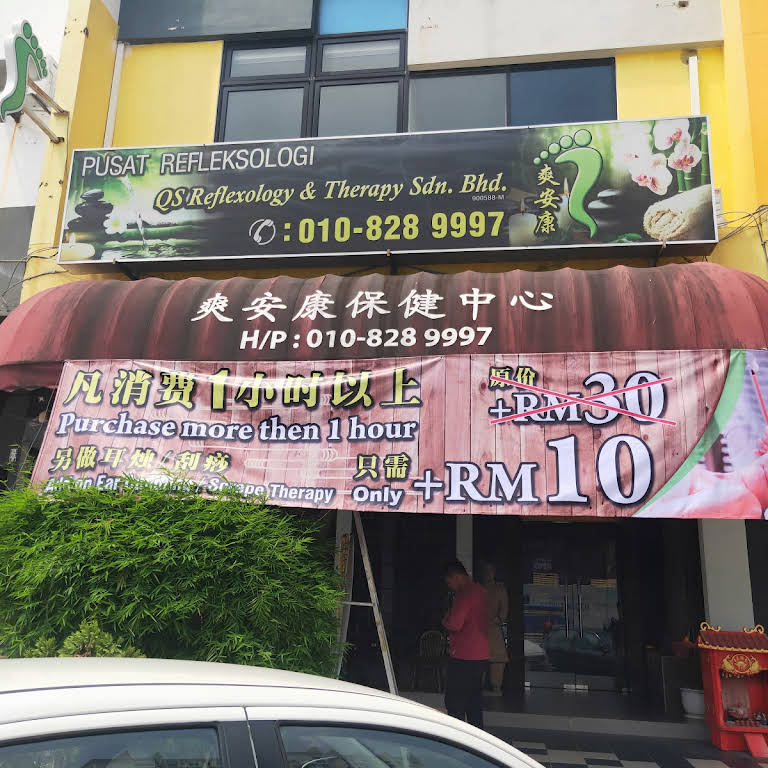 PUSAT REFLEKSOLOGI
QS Reflexology & Therapy Sdn. Bhd.
900588-M
: 010-828 9997
爽安康
爽安康保健中心
H/P : 010-828 9997
凡消费1小时以上
Purchase more then 1 hour
另做耳烛/刮痧
Scrape Therapy
原价
+RM30
只需
Only
+RM10